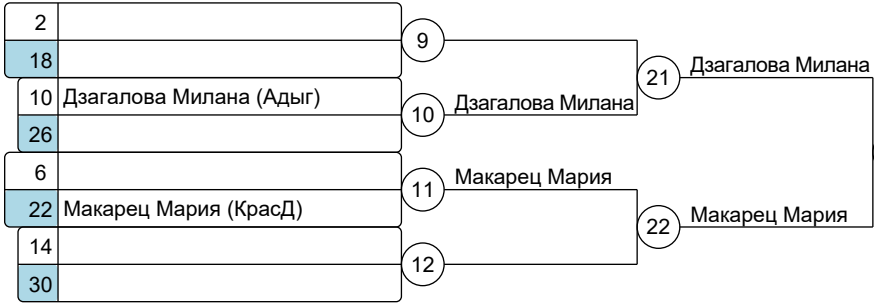 2
9
18
21 Дзагалова Милана
10 Дзагалова Милана (Адыг)
10 Дзагалова Милана
26
6
11 Макарец Мария
22 Макарец Мария (КрасД)
22 Макарец Мария
14
12
30